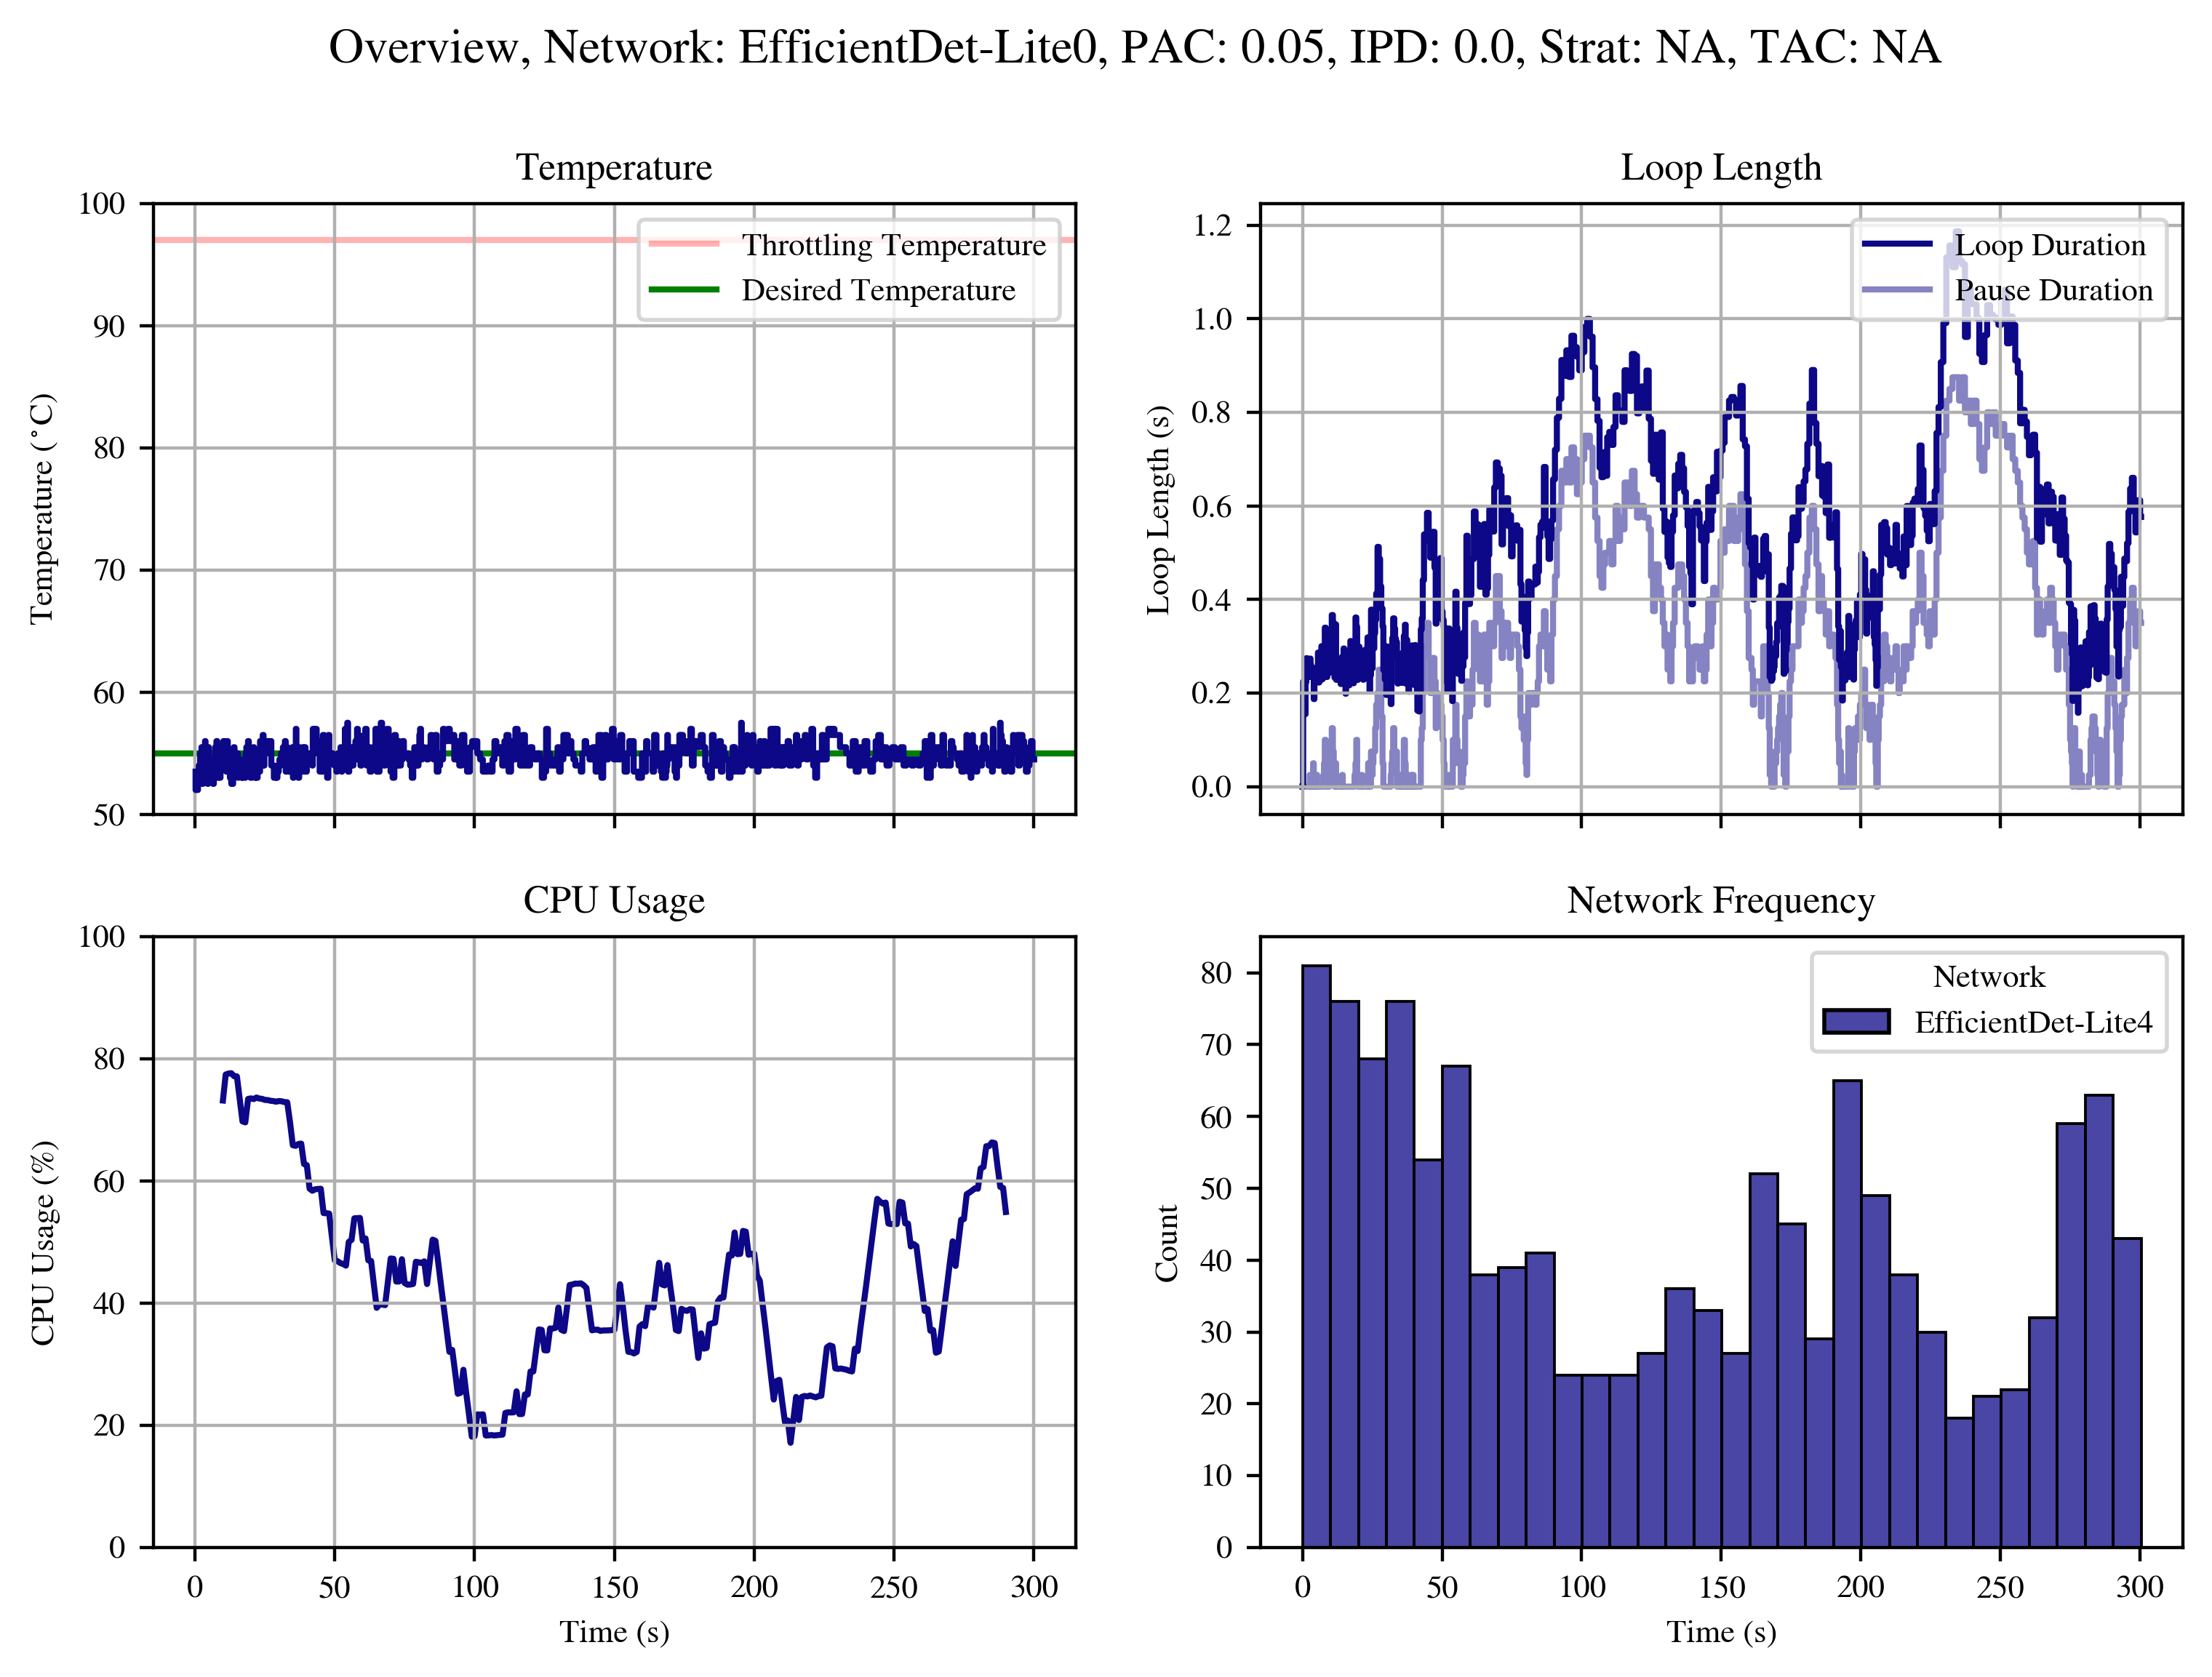 Overview, Network: EfficientDet-Lite0, PAC: 0.05, IPD: 0.0, Strat: NA, TAC: NA
Temperature
100
90
80
70
60
50
Temperature (°C)
Throttling Temperature
Desired Temperature
Loop Length
1.2
1.0
0.8
0.6
0.4
0.2
0.0
Loop Length (s)
Loop Duration
Pause Duration
CPU Usage
100
80
60
40
20
0
CPU Usage (%)
0 50 100 150 200 250 300
Time (s)
Network Frequency
80
70
60
50
40
30
20
10
0
Count
Network
EfficientDet-Lite4
0 50 100 150 200 250 300
Time (s)